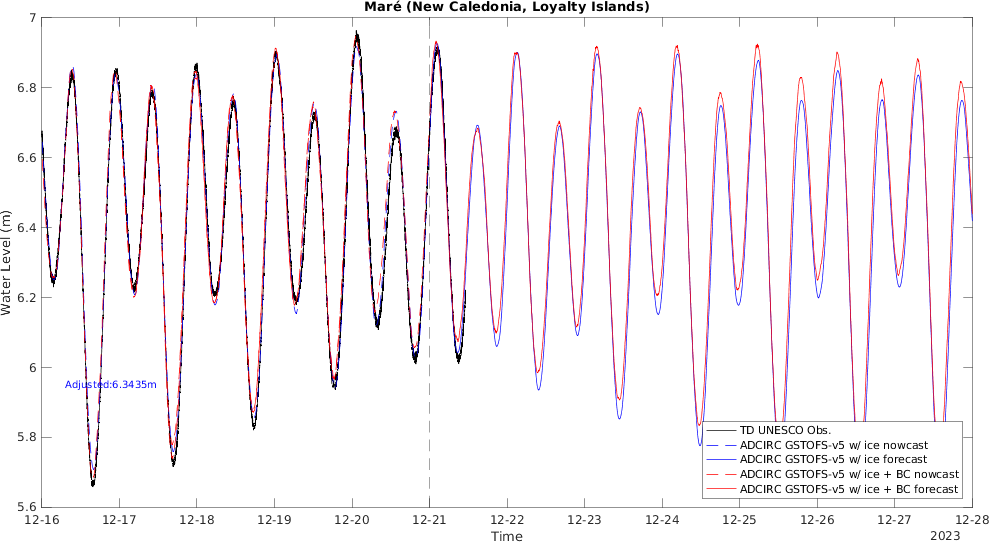 Maré (New Caledonia, Loyalty Islands)
7
6.8
6.6
6.4
6.2
6
5.8
5.6
Water Level (m)
Adjusted:6.3435m
TD UNESCO Obs.
ADCIRC GSTOFS-v5 w/ ice nowcast
ADCIRC GSTOFS-v5 w/ ice forecast
ADCIRC GSTOFS-v5 w/ ice + BC nowcast
ADCIRC GSTOFS-v5 w/ ice + BC forecast
12-16 12-17 12-18 12-19 12-20 12-21 12-22 12-23 12-24 12-25 12-26 12-27 12-28
Time
2023